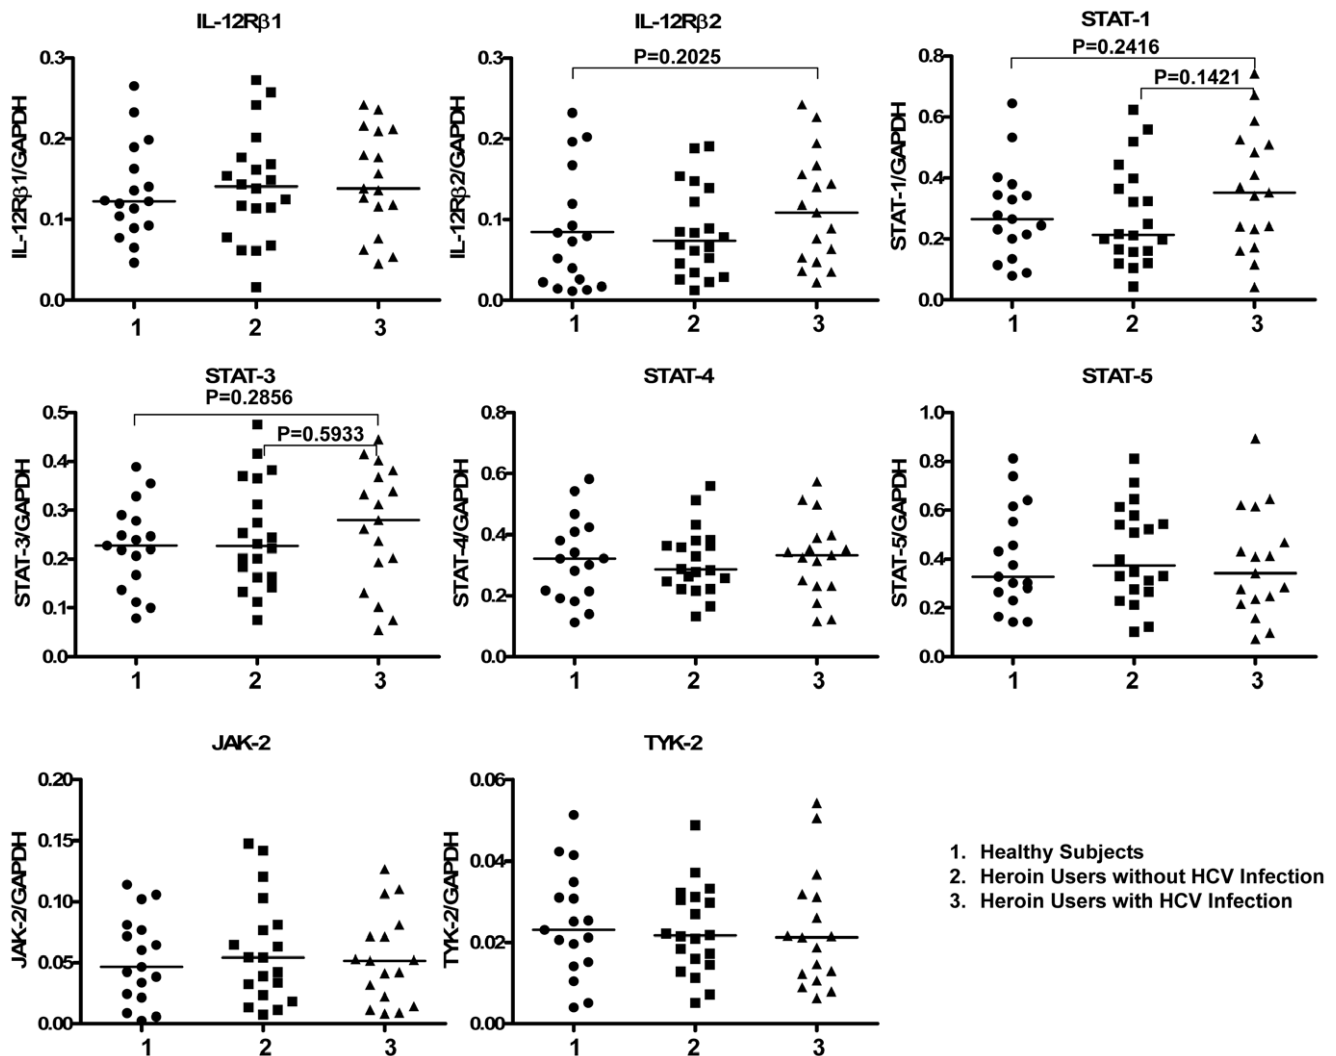 IL-12Rβ1
IL-12Rβ1/GAPDH
0.3
0.2
0.1
0.0
1 2 3
IL-12Rβ2
IL-12Rβ2/GAPDH
P=0.2025
0.3
0.2
0.1
0.0
1 2 3
STAT-1
STAT-1/GAPDH
P=0.2416
P=0.1421
0.8
0.6
0.4
0.2
0.0
1 2 3
STAT-3
STAT-3/GAPDH
P=0.2856
P=0.5933
0.5
0.4
0.3
0.2
0.1
0.0
1 2 3
STAT-4
STAT-4/GAPDH
0.8
0.6
0.4
0.2
0.0
1 2 3
STAT-5
STAT-5/GAPDH
1.0
0.8
0.6
0.4
0.2
0.0
1 2 3
JAK-2
JAK-2/GAPDH
0.20
0.15
0.10
0.05
0.00
1 2 3
TYK-2
TYK-2/GAPDH
0.06
0.04
0.02
0.00
1 2 3
1. Healthy Subjects
2. Heroin Users without HCV Infection
3. Heroin Users with HCV Infection